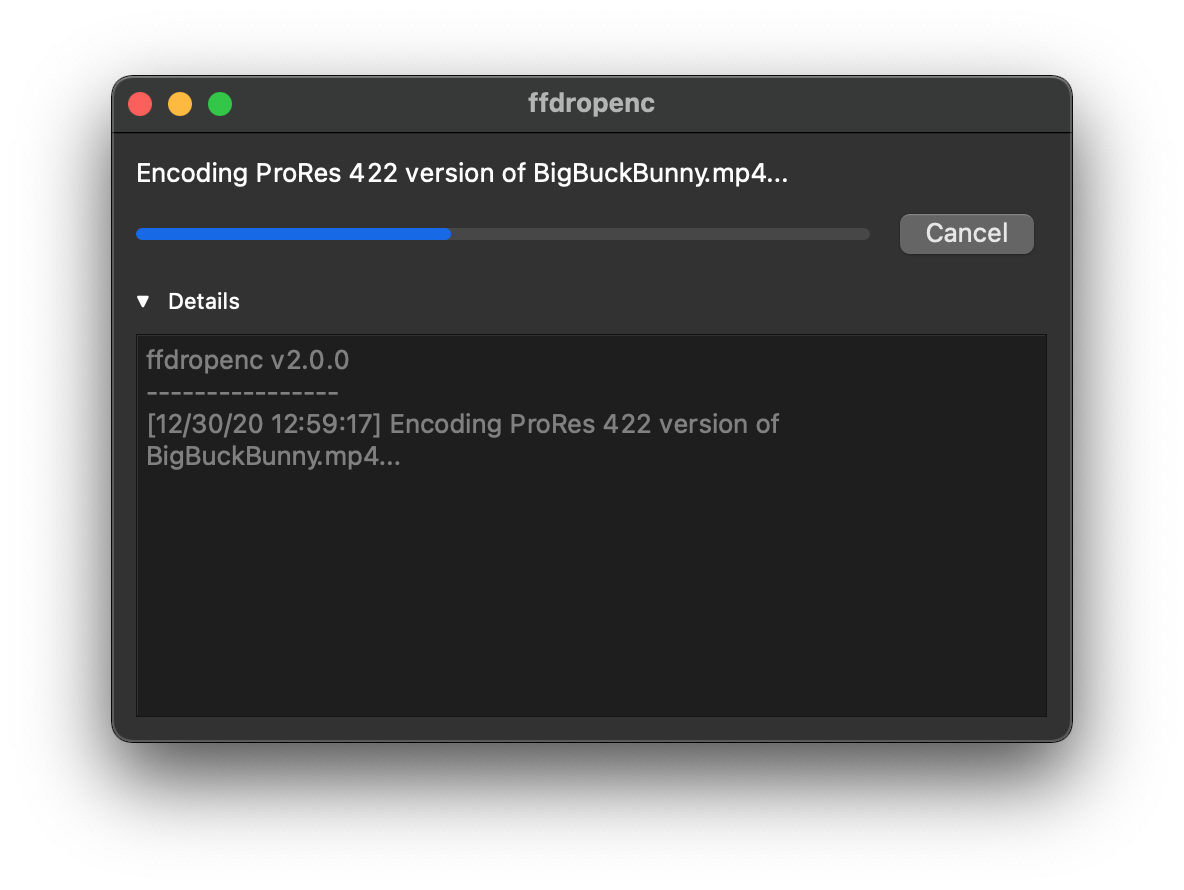 ffdropenc
Encoding ProRes 422 version of BigBuckBunny.mp4...
Cancel
▼ Details
ffdropenc v2.0.0
----------------
[12/30/20 12:59:17] Encoding ProRes 422 version of
BigBuckBunny.mp4...